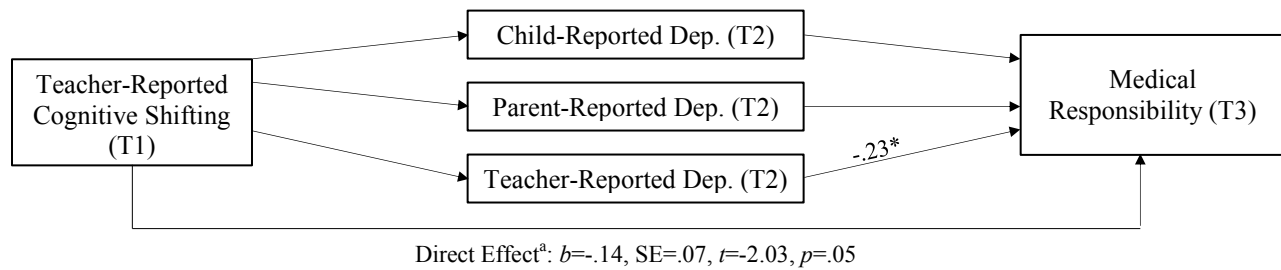 Child-Reported Dep. (T2)
Teacher-Reported
Cognitive Shifting
(T1)
Parent-Reported Dep. (T2)
Medical
Responsibility (T3)
-.23*
Teacher-Reported Dep. (T2)
Direct Effectᵃ: b=-.14, SE=.07, t=-2.03, p=.05